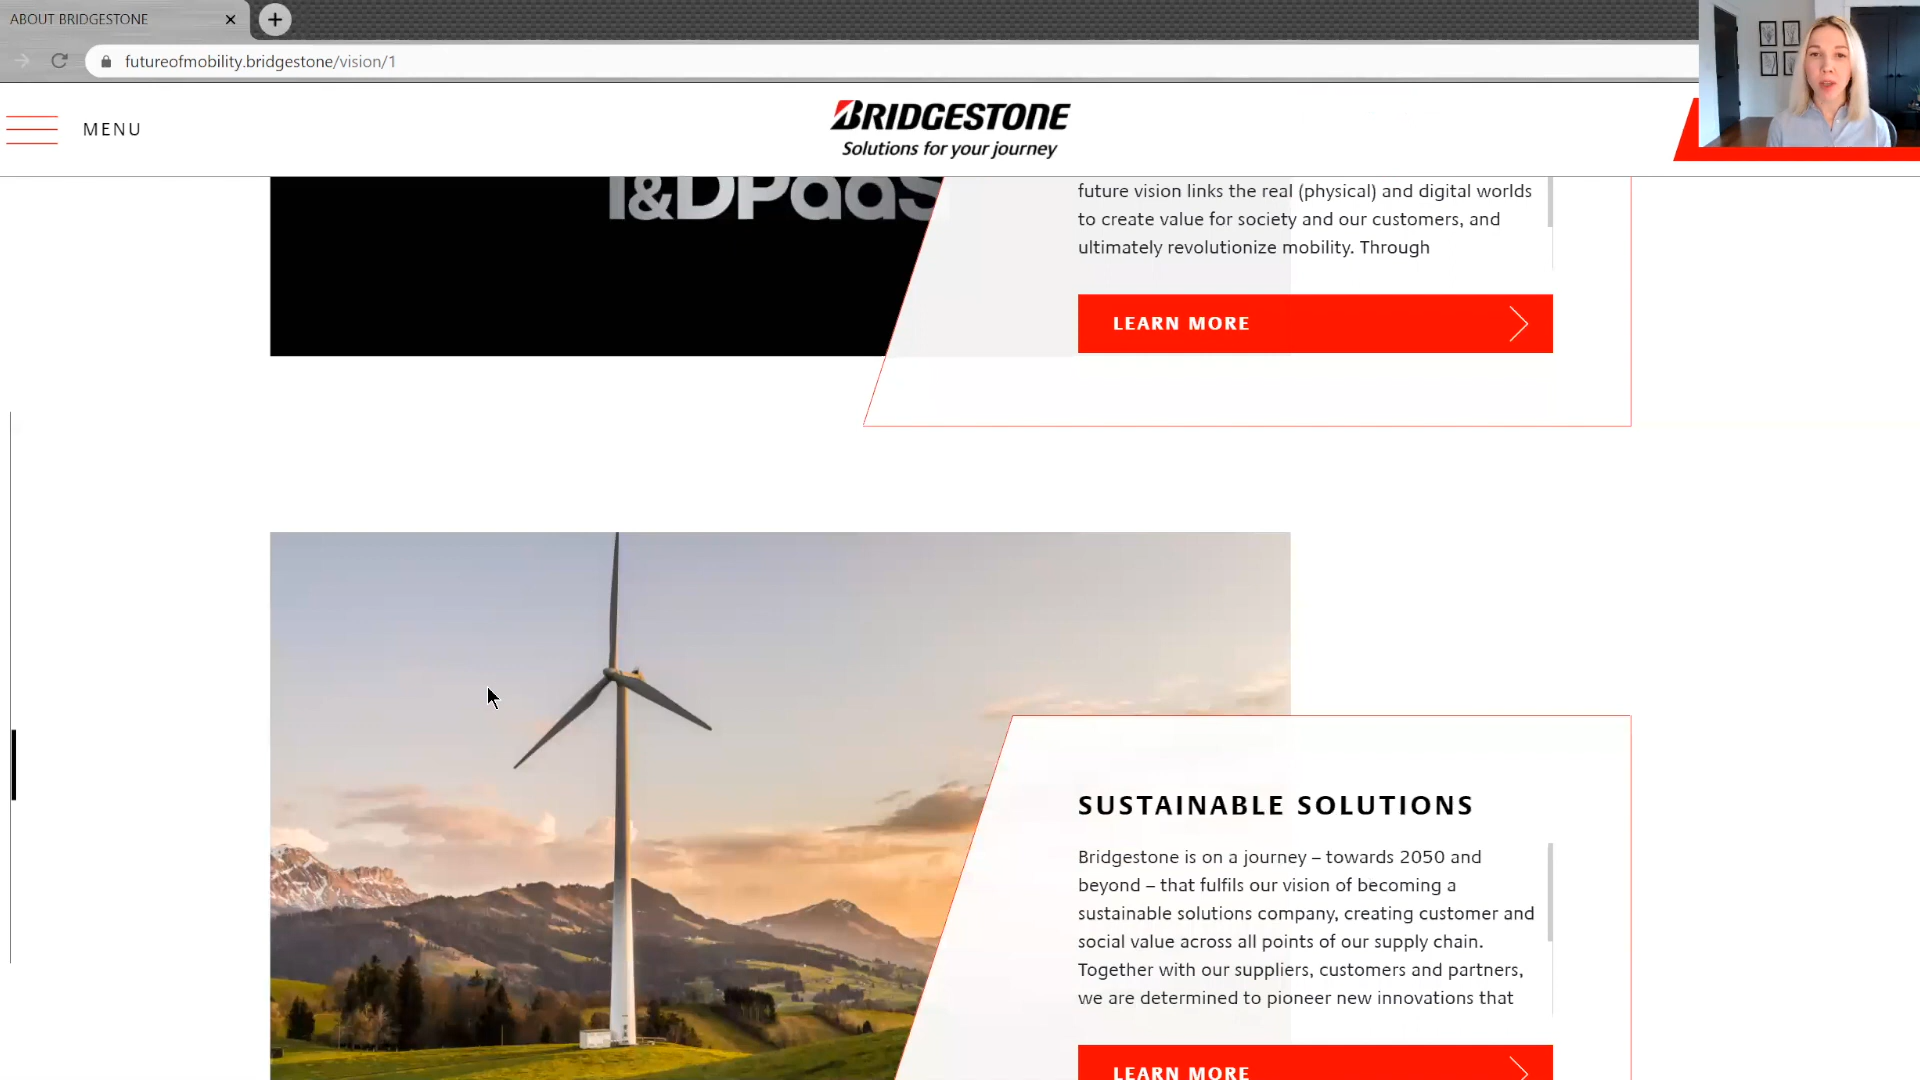 ABOUT BRIDGESTONE
futureofmobility.bridgestone/vision/1
MENU
BRIDGESTONE
Solutions for your journey
T&DPaaS
future vision links the real (physical) and digital worlds
to create value for society and our customers, and
ultimately revolutionize mobility. Through
LEARN MORE
SUSTAINABLE SOLUTIONS
Bridgestone is on a journey – towards 2050 and
beyond – that fulfils our vision of becoming a
sustainable solutions company, creating customer and
social value across all points of our supply chain.
Together with our suppliers, customers and partners,
we are determined to pioneer new innovations that
LEARN MORE